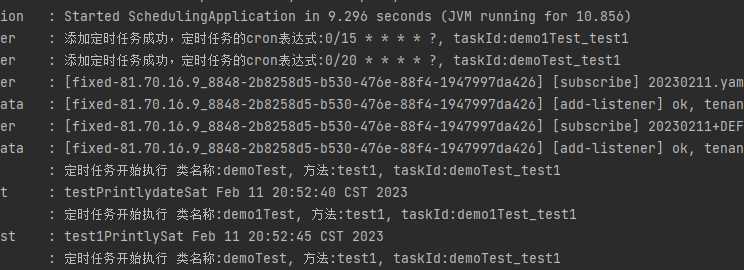 ion : Started SchedulingApplication in 9.296 seconds (JVM running for 10.856)
er : 添加定时任务成功，定时任务的cron表达式:0/15 * * * * ?, taskId:demo1Test_test1
er : 添加定时任务成功，定时任务的cron表达式:0/20 * * * * ?, taskId:demoTest_test1
er : [fixed-81.70.16.9_8848-2b8258d5-b530-476e-88f4-1947997da426] [subscribe] 20230211.yam
ata : [fixed-81.70.16.9_8848-2b8258d5-b530-476e-88f4-1947997da426] [add-listener] ok, tenan
er : [fixed-81.70.16.9_8848-2b8258d5-b530-476e-88f4-1947997da426] [subscribe] 20230211+DEF
ata : [fixed-81.70.16.9_8848-2b8258d5-b530-476e-88f4-1947997da426] [add-listener] ok, tenan
: 定时任务开始执行 类名称:demoTest, 方法:test1, taskId:demoTest_test1
t : testPrintlydateSat Feb 11 20:52:40 CST 2023
: 定时任务开始执行 类名称:demo1Test, 方法:test1, taskId:demo1Test_test1
st : test1PrintlySat Feb 11 20:52:45 CST 2023
: 定时任务开始执行 类名称:demoTest, 方法:test1, taskId:demoTest_test1